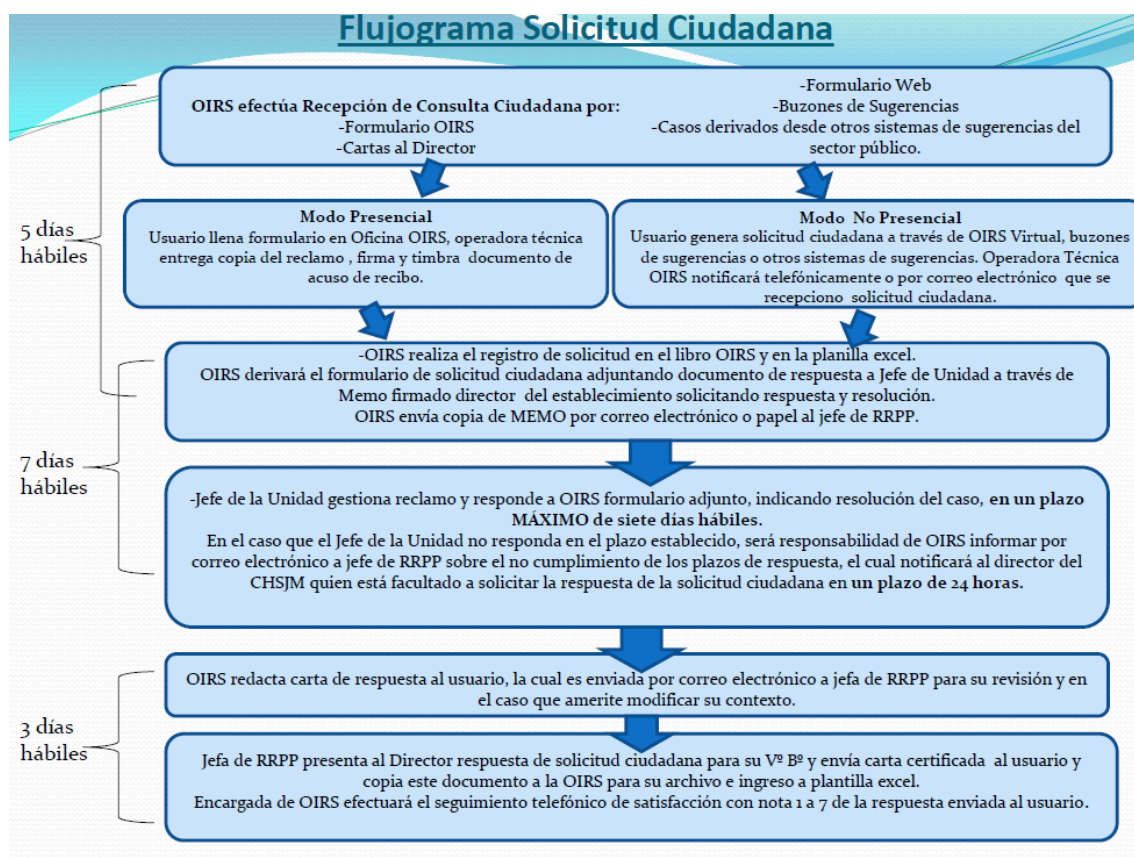 Flujograma Solicitud Ciudadana
OIRS efectúa Recepción de Consulta Ciudadana por:
-Formulario OIRS
-Cartas al Director
-Formulario Web
-Buzones de Sugerencias
-Casos derivados desde otros sistemas de sugerencias del
sector público.
5 días
hábiles
Modo Presencial
Usuario llena formulario en Oficina OIRS, operadora técnica
entrega copia del reclamo , firma y timbra documento de
acuso de recibo.
Modo No Presencial
Usuario genera solicitud ciudadana a través de OIRS Virtual, buzones
de sugerencias o otros sistemas de sugerencias. Operadora Técnica
OIRS notificará telefónicamente o por correo electrónico que se
recepciono solicitud ciudadana.
-OIRS realiza el registro de solicitud en el libro OIRS y en la planilla excel.
OIRS derivará el formulario de solicitud ciudadana adjuntando documento de respuesta a Jefe de Unidad a través de
Memo firmado director del establecimiento solicitando respuesta y resolución.
OIRS envía copia de MEMO por correo electrónico o papel al jefe de RRPP.
7 días
hábiles
-Jefe de la Unidad gestiona reclamo y responde a OIRS formulario adjunto, indicando resolución del caso, en un plazo
MÁXIMO de siete días hábiles.
En el caso que el Jefe de la Unidad no responda en el plazo establecido, será responsabilidad de OIRS informar por
correo electrónico a jefe de RRPP sobre el no cumplimiento de los plazos de respuesta, el cual notificará al director del
CHSJM quien está facultado a solicitar la respuesta de la solicitud ciudadana en un plazo de 24 horas.
OIRS redacta carta de respuesta al usuario, la cual es enviada por correo electrónico a jefa de RRPP para su revisión y en
el caso que amerite modificar su contexto.
3 días
hábiles
Jefa de RRPP presenta al Director respuesta de solicitud ciudadana para su Vº Bº y envía carta certificada al usuario y
copia este documento a la OIRS para su archivo e ingreso a plantilla excel.
Encargada de OIRS efectuará el seguimiento telefónico de satisfacción con nota 1 a 7 de la respuesta enviada al usuario.